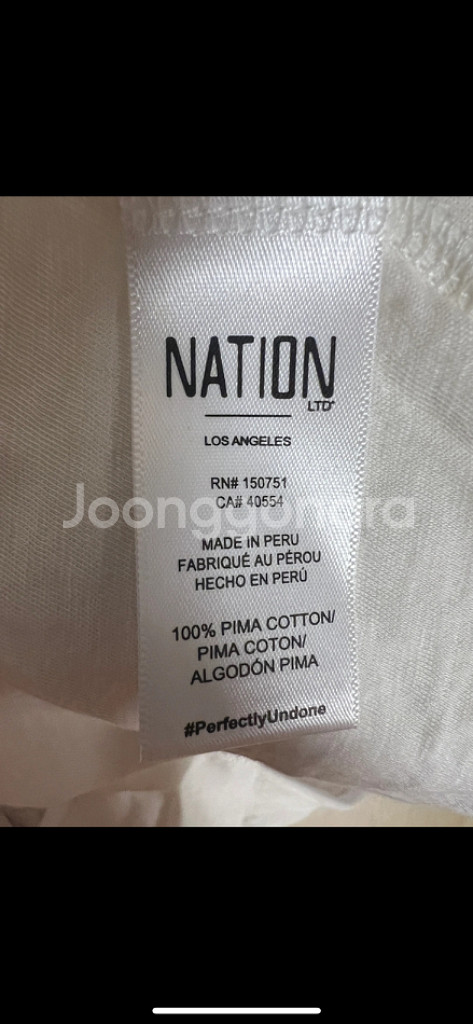 NATION
LTD*
LOS ANGELES
RN# 150751
CA# 40554
Joonggonara
MADE IN PERU
FABRIQUÉ AU PÉROU
HECHO EN PERÚ
100% PIMA COTTON/
PIMA COTON/
ALGODÓN PIMA
#PerfectlyUndone